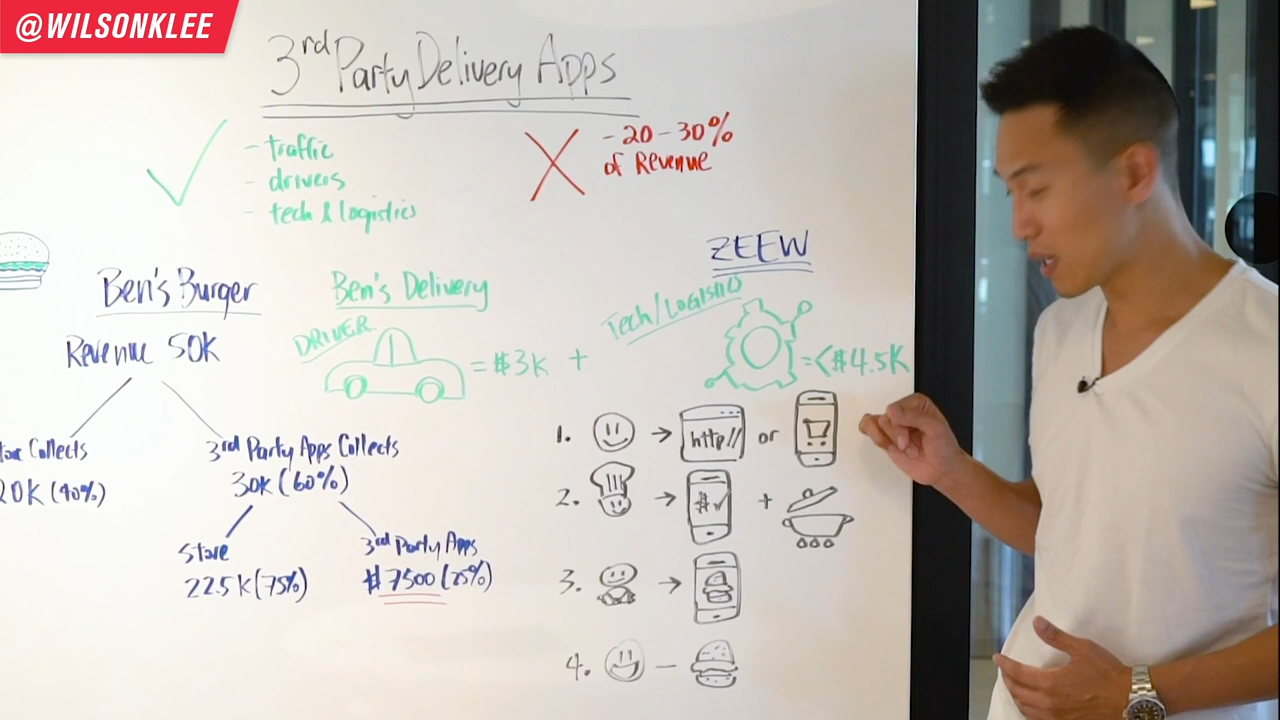 @WILSONKLEE
3rd Party Delivery Apps
- traffic
- drivers
- tech & logistics
- 20 - 30%
of Revenue
ZEEW
Ben's Burger
Revenue 50K
Collects
20K (40%)
3rd Party Apps Collects
30K (60%)
Store
22.5K (75%)
3rd Party Apps
$7500 (25%)
Ben's Delivery
DRIVER
= $3K +
Tech/Logistic
= <$4.5K
1.
http//
or
2.
$✓
+
3.
4.